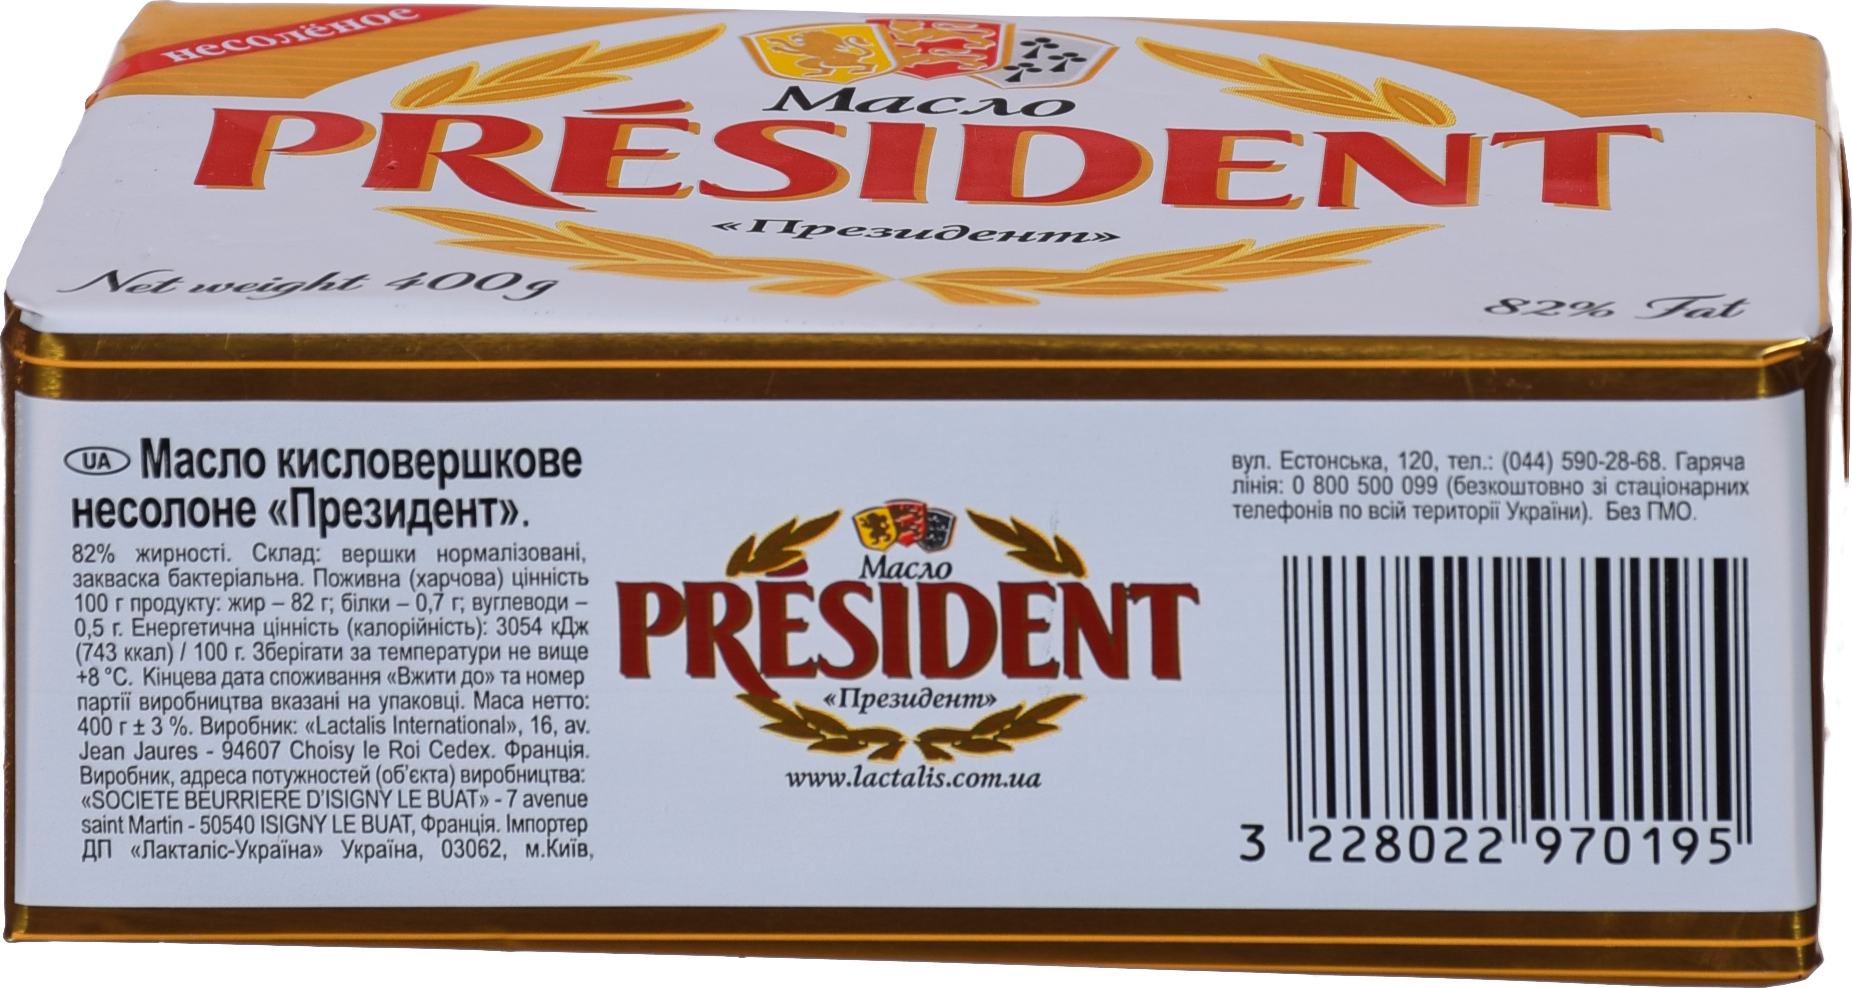 несолёное
Масло
PRÉSIDENT
«Президент»
Net weight 400g
82% Fat
UA Масло кисловершкове
несолоне «Президент».
82% жирності. Склад: вершки нормалізовані,
закваска бактеріальна. Поживна (харчова) цінність
100 г продукту: жир – 82 г; білки – 0,7 г; вуглеводи –
0,5 г. Енергетична цінність (калорійність): 3054 кДж
(743 ккал) / 100 г. Зберігати за температури не вище
+8 °C. Кінцева дата споживання «Вжити до» та номер
партії виробництва вказані на упаковці. Маса нетто:
400 г ± 3 %. Виробник: «Lactalis International», 16, av.
Jean Jaures - 94607 Choisy le Roi Cedex. Франція.
Виробник, адреса потужностей (об'єкта) виробництва:
«SOCIETE BEURRIERE D'ISIGNY LE BUAT» - 7 avenue
saint Martin - 50540 ISIGNY LE BUAT, Франція. Імпортер
ДП «Лакталіс-Україна» Україна, 03062, м.Київ,
Масло
PRÉSIDENT
«Президент»
www.lactalis.com.ua
вул. Естонська, 120, тел.: (044) 590-28-68. Гаряча
лінія: 0 800 500 099 (безкоштовно зі стаціонарних
телефонів по всій території України). Без ГМО.
3 228022 970195